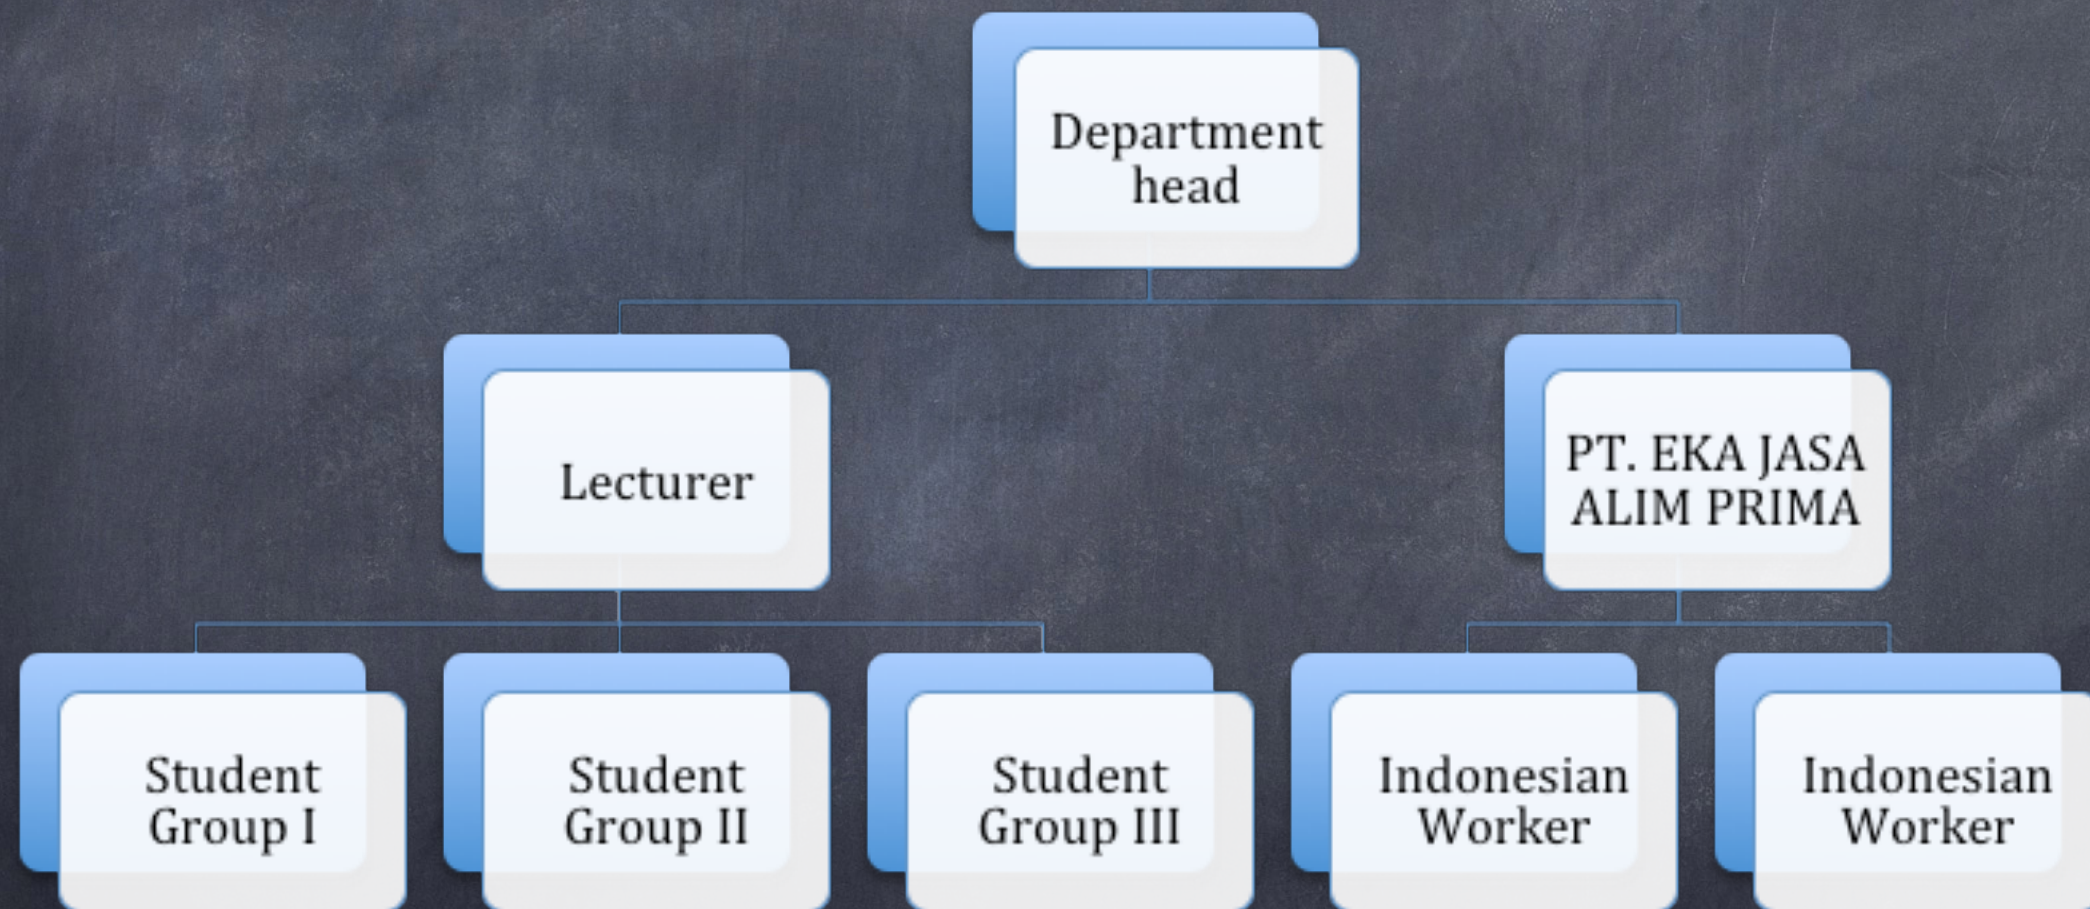 Department
head
Lecturer
PT. EKA JASA
ALIM PRIMA
Student
Group I
Student
Group II
Student
Group III
Indonesian
Worker
Indonesian
Worker